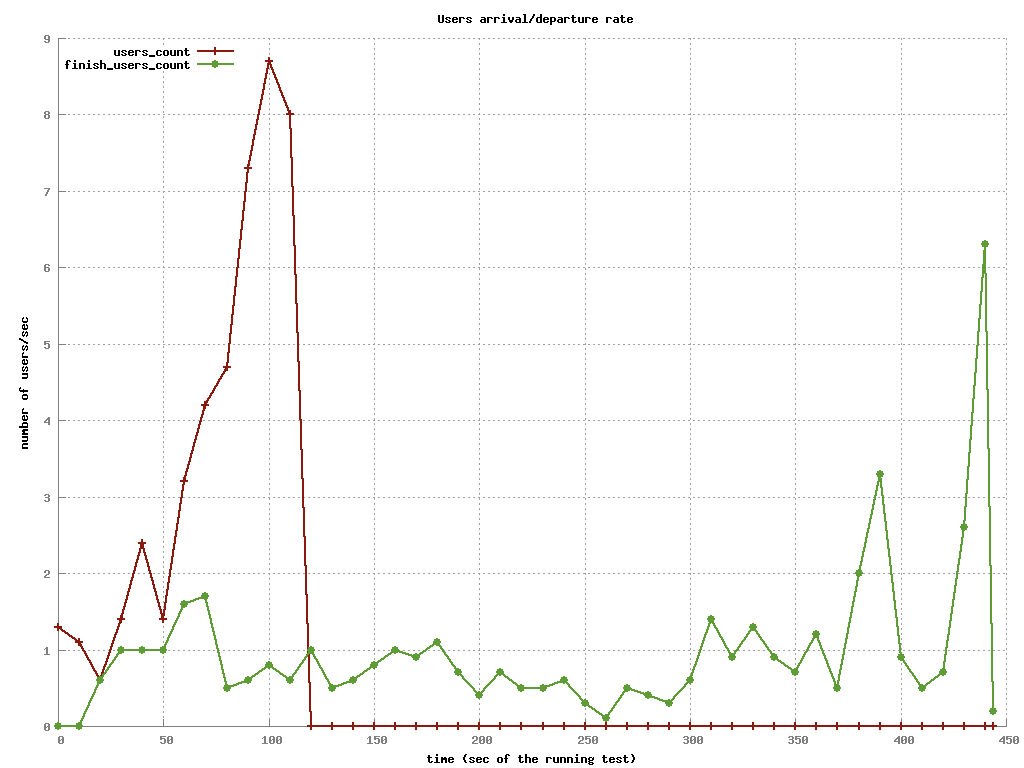 Users arrival/departure rate
users_count
finish_users_count
9
8
7
6
5
4
3
2
1
0
number of users/sec
0 50 100 150 200 250 300 350 400 450
time (sec of the running test)